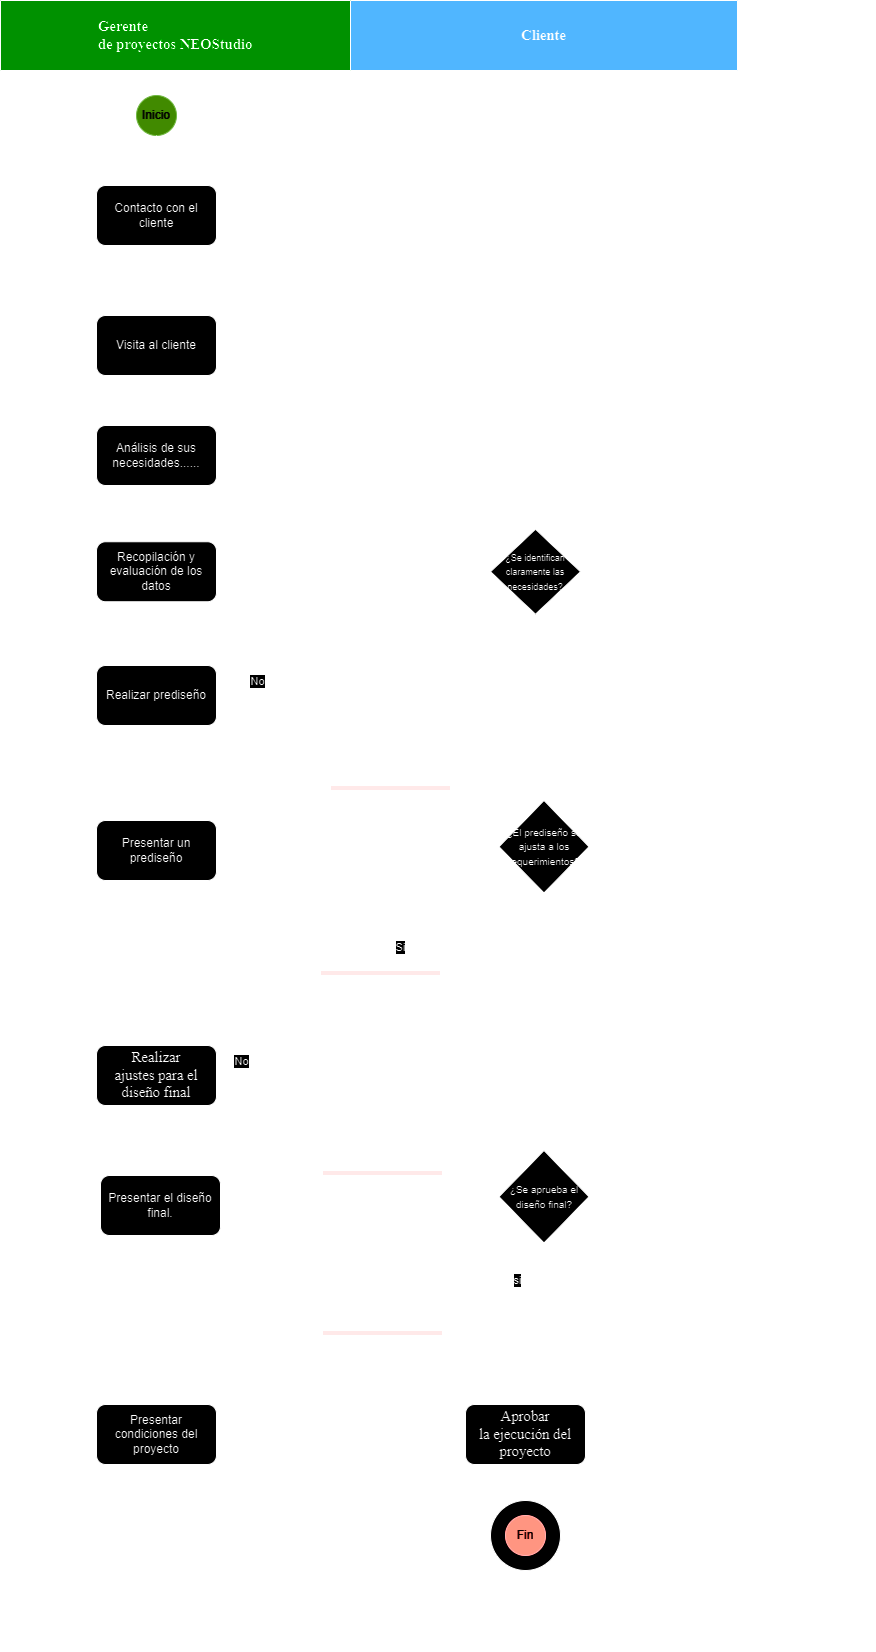 Gerente
de proyectos NEOStudio
Cliente
Inicio
Contacto con el
cliente
Visita al cliente
Análisis de sus
necesidades......
Recopilación y
evaluación de los
datos
¿Se identifican
claramente las
necesidades?
Realizar prediseño
No
Presentar un
prediseño
¿El prediseño s
ajusta a los
equerimientos?
Sí
Realizar
ajustes para el
diseño final
No
Presentar el diseño
final.
¿Se aprueba el
diseño final?
si
Presentar
condiciones del
proyecto
Aprobar
la ejecución del
proyecto
Fin